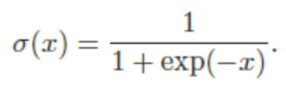 σ(x) = 1 / (1 + exp(−x)).